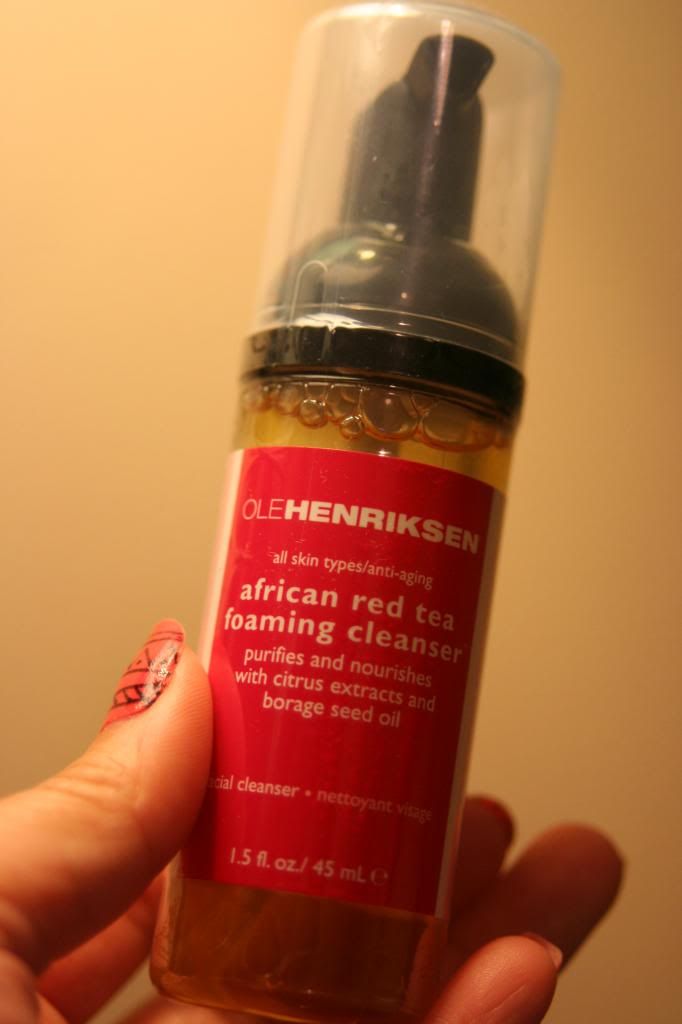 OLEHENRIKSEN
all skin types/anti-aging
african red tea
foaming cleanser
purifies and nourishes
with citrus extracts and
borage seed oil
facial cleanser • nettoyant visage
1.5 fl. oz./ 45 mL ℮